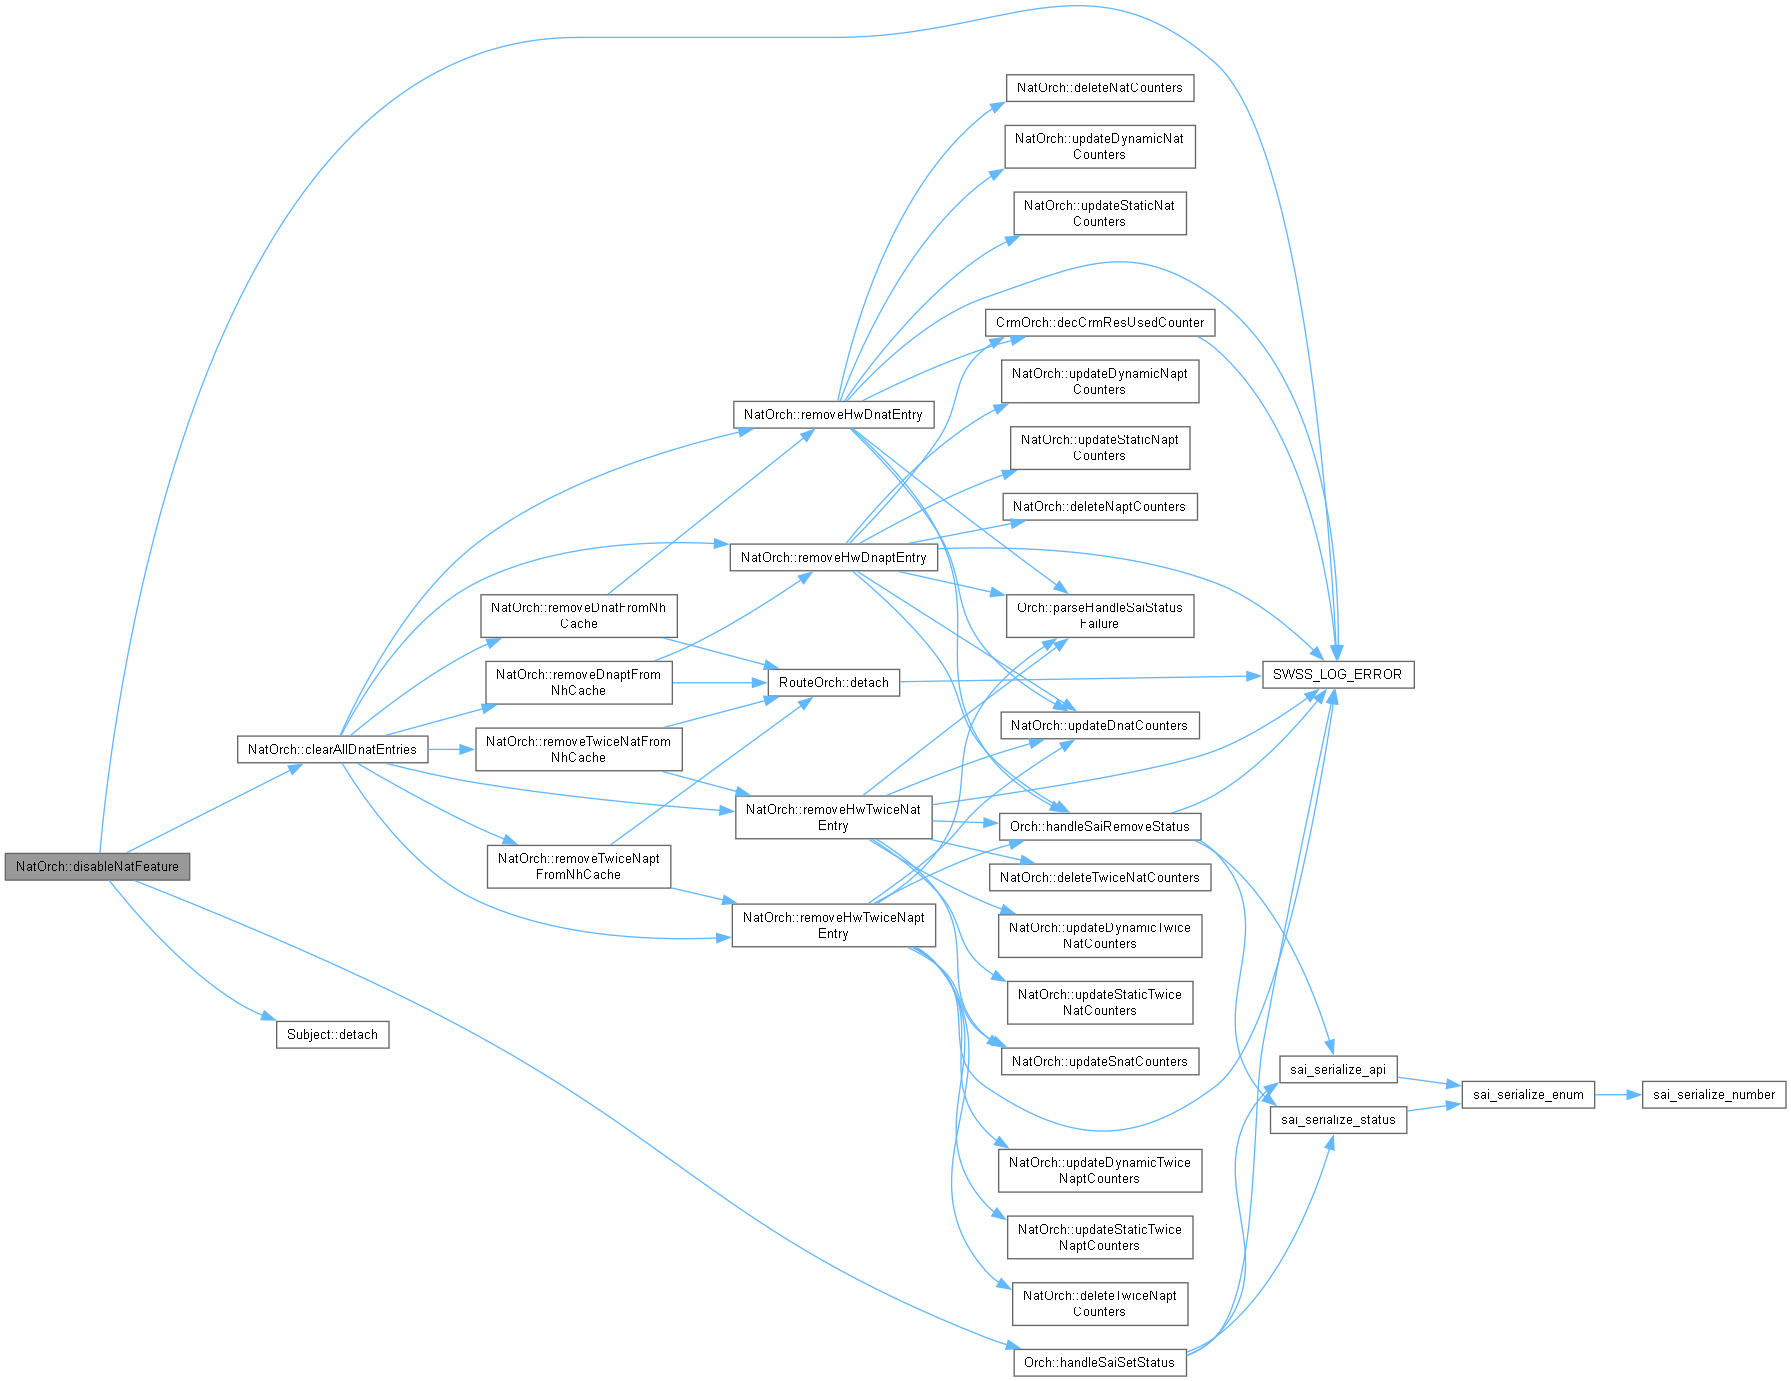 NatOrch::disableNatFeature
NatOrch::clearAllDnatEntries
Subject::detach
NatOrch::removeDnatFromNh
Cache
NatOrch::removeDnaptFrom
NhCache
NatOrch::removeTwiceNatFrom
NhCache
NatOrch::removeTwiceNapt
FromNhCache
NatOrch::removeHwDnatEntry
NatOrch::removeHwDnaptEntry
RouteOrch::detach
NatOrch::removeHwTwiceNat
Entry
NatOrch::removeHwTwiceNapt
Entry
NatOrch::deleteNatCounters
NatOrch::updateDynamicNat
Counters
NatOrch::updateStaticNat
Counters
CrmOrch::decCrmResUsedCounter
NatOrch::updateDynamicNapt
Counters
NatOrch::updateStaticNapt
Counters
NatOrch::deleteNaptCounters
Orch::parseHandleSaiStatus
Failure
NatOrch::updateDnatCounters
Orch::handleSaiRemoveStatus
NatOrch::deleteTwiceNatCounters
NatOrch::updateDynamicTwice
NatCounters
NatOrch::updateStaticTwice
NatCounters
NatOrch::updateSnatCounters
NatOrch::updateDynamicTwice
NaptCounters
NatOrch::updateStaticTwice
NaptCounters
NatOrch::deleteTwiceNapt
Counters
Orch::handleSaiSetStatus
SWSS_LOG_ERROR
sai_serialize_api
sai_serialize_status
sai_serialize_enum
sai_serialize_number